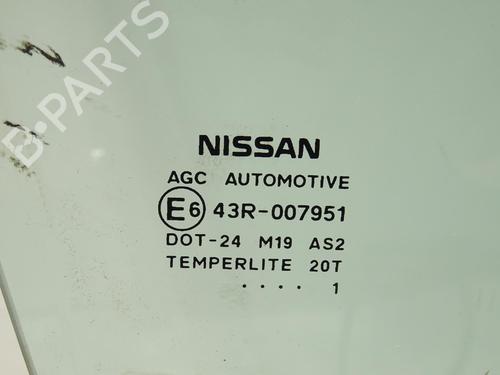 B-PARTS
NISSAN
AGC AUTOMOTIVE
E6 43R-007951
DOT-24 M19 AS2
TEMPERLITE 20T
.... 1